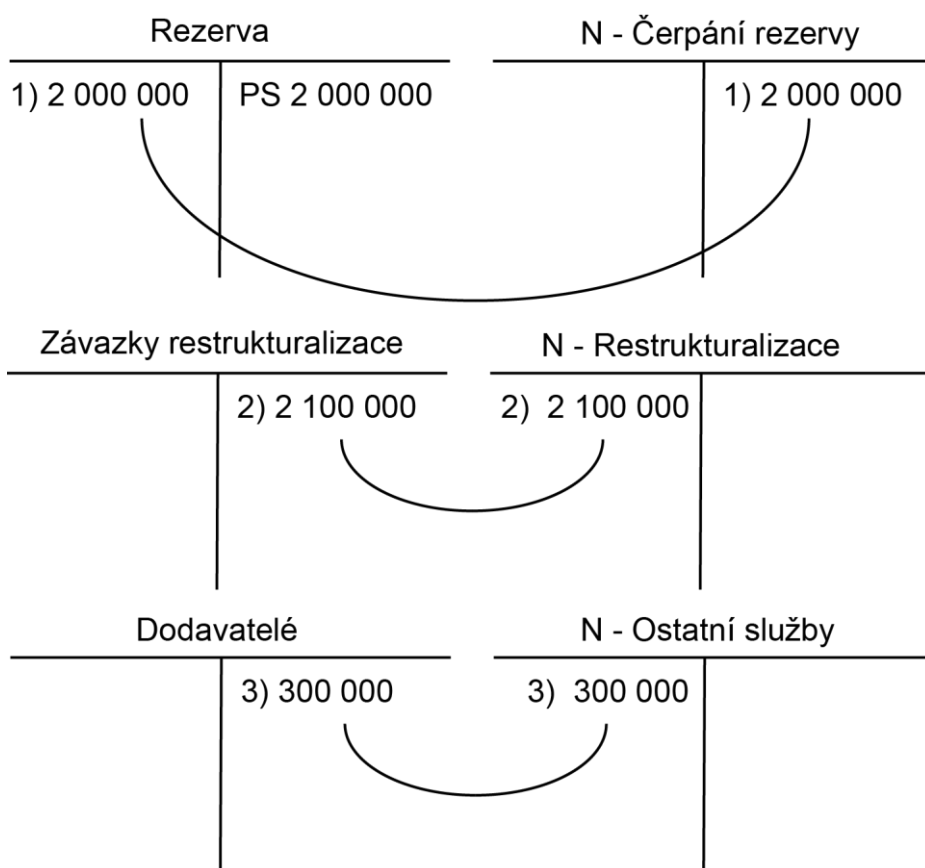 Rezerva
N - Čerpání rezervy
1) 2 000 000
PS 2 000 000
1) 2 000 000
Závazky restrukturalizace
N - Restrukturalizace
2) 2 100 000
2) 2 100 000
Dodavatelé
N - Ostatní služby
3) 300 000
3) 300 000